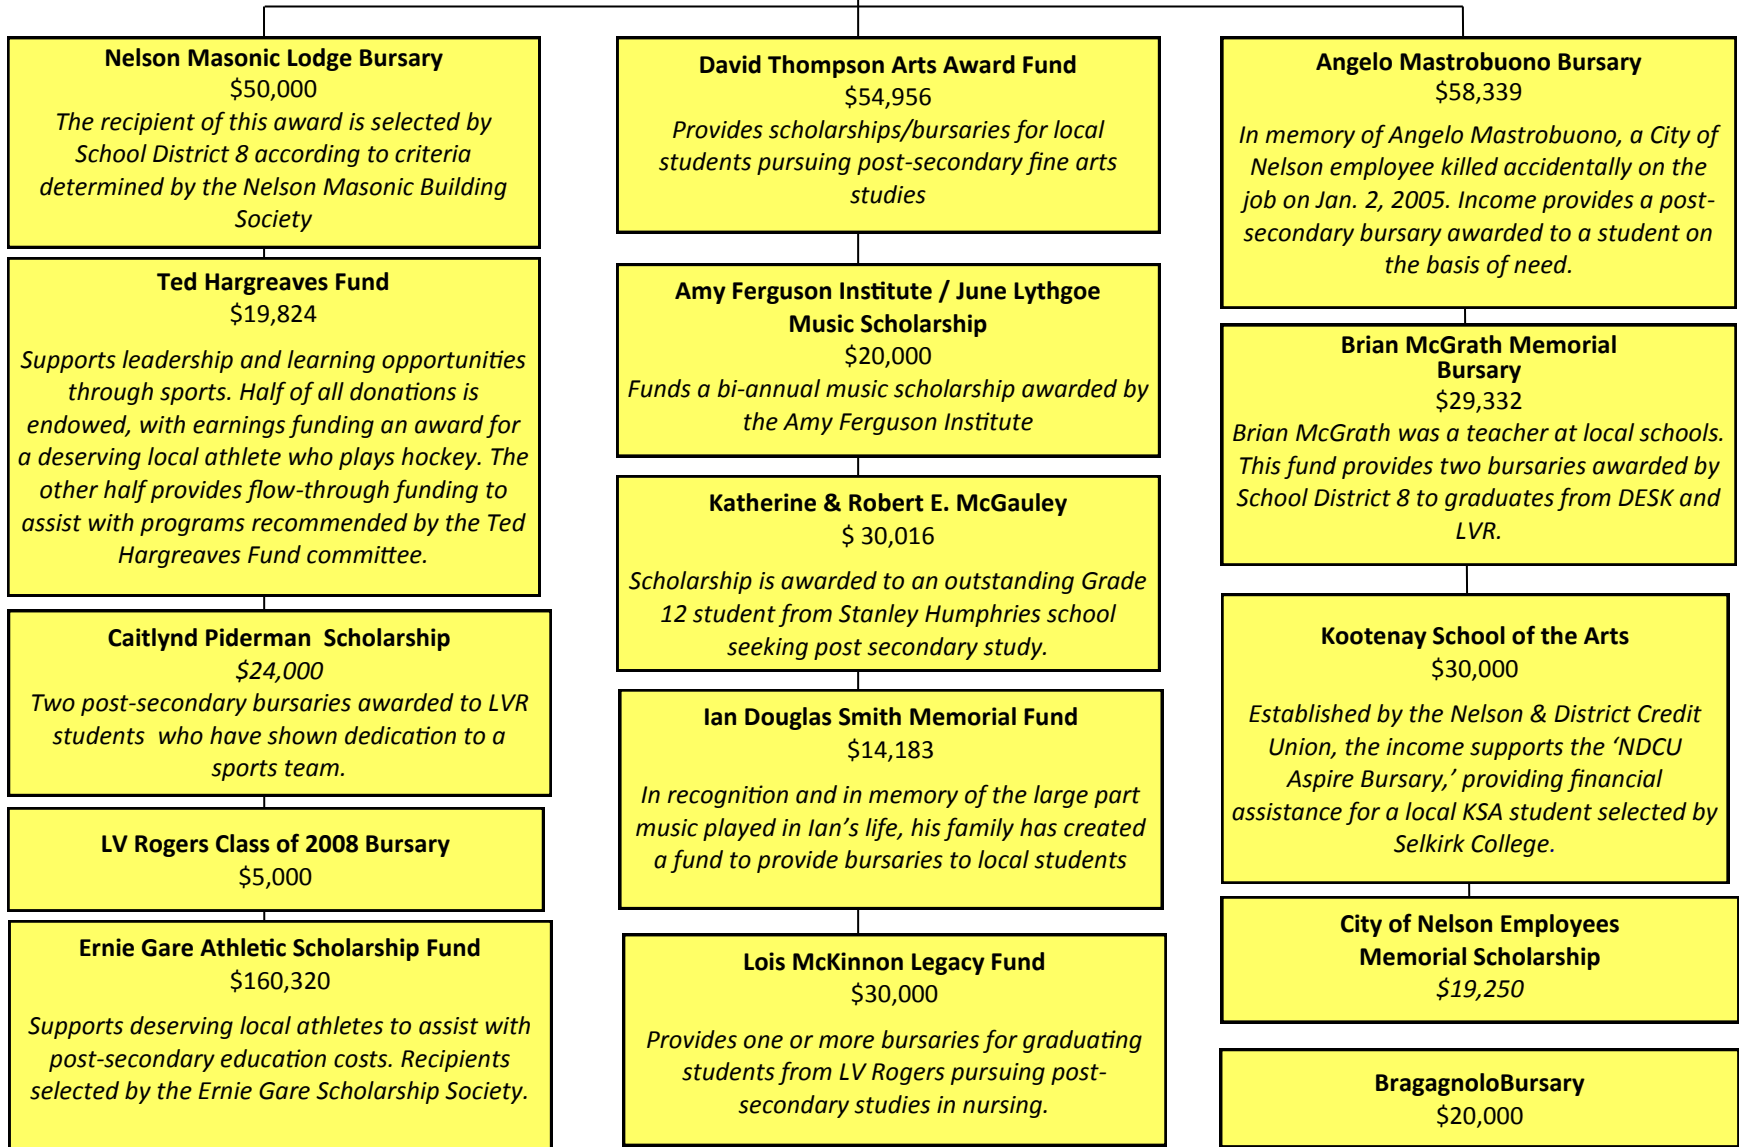 Nelson Masonic Lodge Bursary
$50,000
The recipient of this award is selected by
School District 8 according to criteria
determined by the Nelson Masonic Building
Society
Ted Hargreaves Fund
$19,824
Supports leadership and learning opportunities
through sports. Half of all donations is
endowed, with earnings funding an award for
a deserving local athlete who plays hockey. The
other half provides flow-through funding to
assist with programs recommended by the Ted
Hargreaves Fund committee.
Caitlynd Piderman  Scholarship
$24,000
Two post-secondary bursaries awarded to LVR
students  who have shown dedication to a
sports team.
LV Rogers Class of 2008 Bursary
$5,000
Ernie Gare Athletic Scholarship Fund
$160,320
Supports deserving local athletes to assist with
post-secondary education costs. Recipients
selected by the Ernie Gare Scholarship Society.
David Thompson Arts Award Fund
$54,956
Provides scholarships/bursaries for local
students pursuing post-secondary fine arts
studies
Amy Ferguson Institute / June Lythgoe
Music Scholarship
$20,000
Funds a bi-annual music scholarship awarded by
the Amy Ferguson Institute
Katherine & Robert E. McGauley
$ 30,016
Scholarship is awarded to an outstanding Grade
12 student from Stanley Humphries school
seeking post secondary study.
Ian Douglas Smith Memorial Fund
$14,183
In recognition and in memory of the large part
music played in Ian's life, his family has created
a fund to provide bursaries to local students
Lois McKinnon Legacy Fund
$30,000
Provides one or more bursaries for graduating
students from LV Rogers pursuing post-
secondary studies in nursing.
Angelo Mastrobuono Bursary
$58,339
In memory of Angelo Mastrobuono, a City of
Nelson employee killed accidentally on the
job on Jan. 2, 2005. Income provides a post-
secondary bursary awarded to a student on
the basis of need.
Brian McGrath Memorial
Bursary
$29,332
Brian McGrath was a teacher at local schools.
This fund provides two bursaries awarded by
School District 8 to graduates from DESK and
LVR.
Kootenay School of the Arts
$30,000
Established by the Nelson & District Credit
Union, the income supports the ‘NDCU
Aspire Bursary,’ providing financial
assistance for a local KSA student selected by
Selkirk College.
City of Nelson Employees
Memorial Scholarship
$19,250
BragagnoloBursary
$20,000